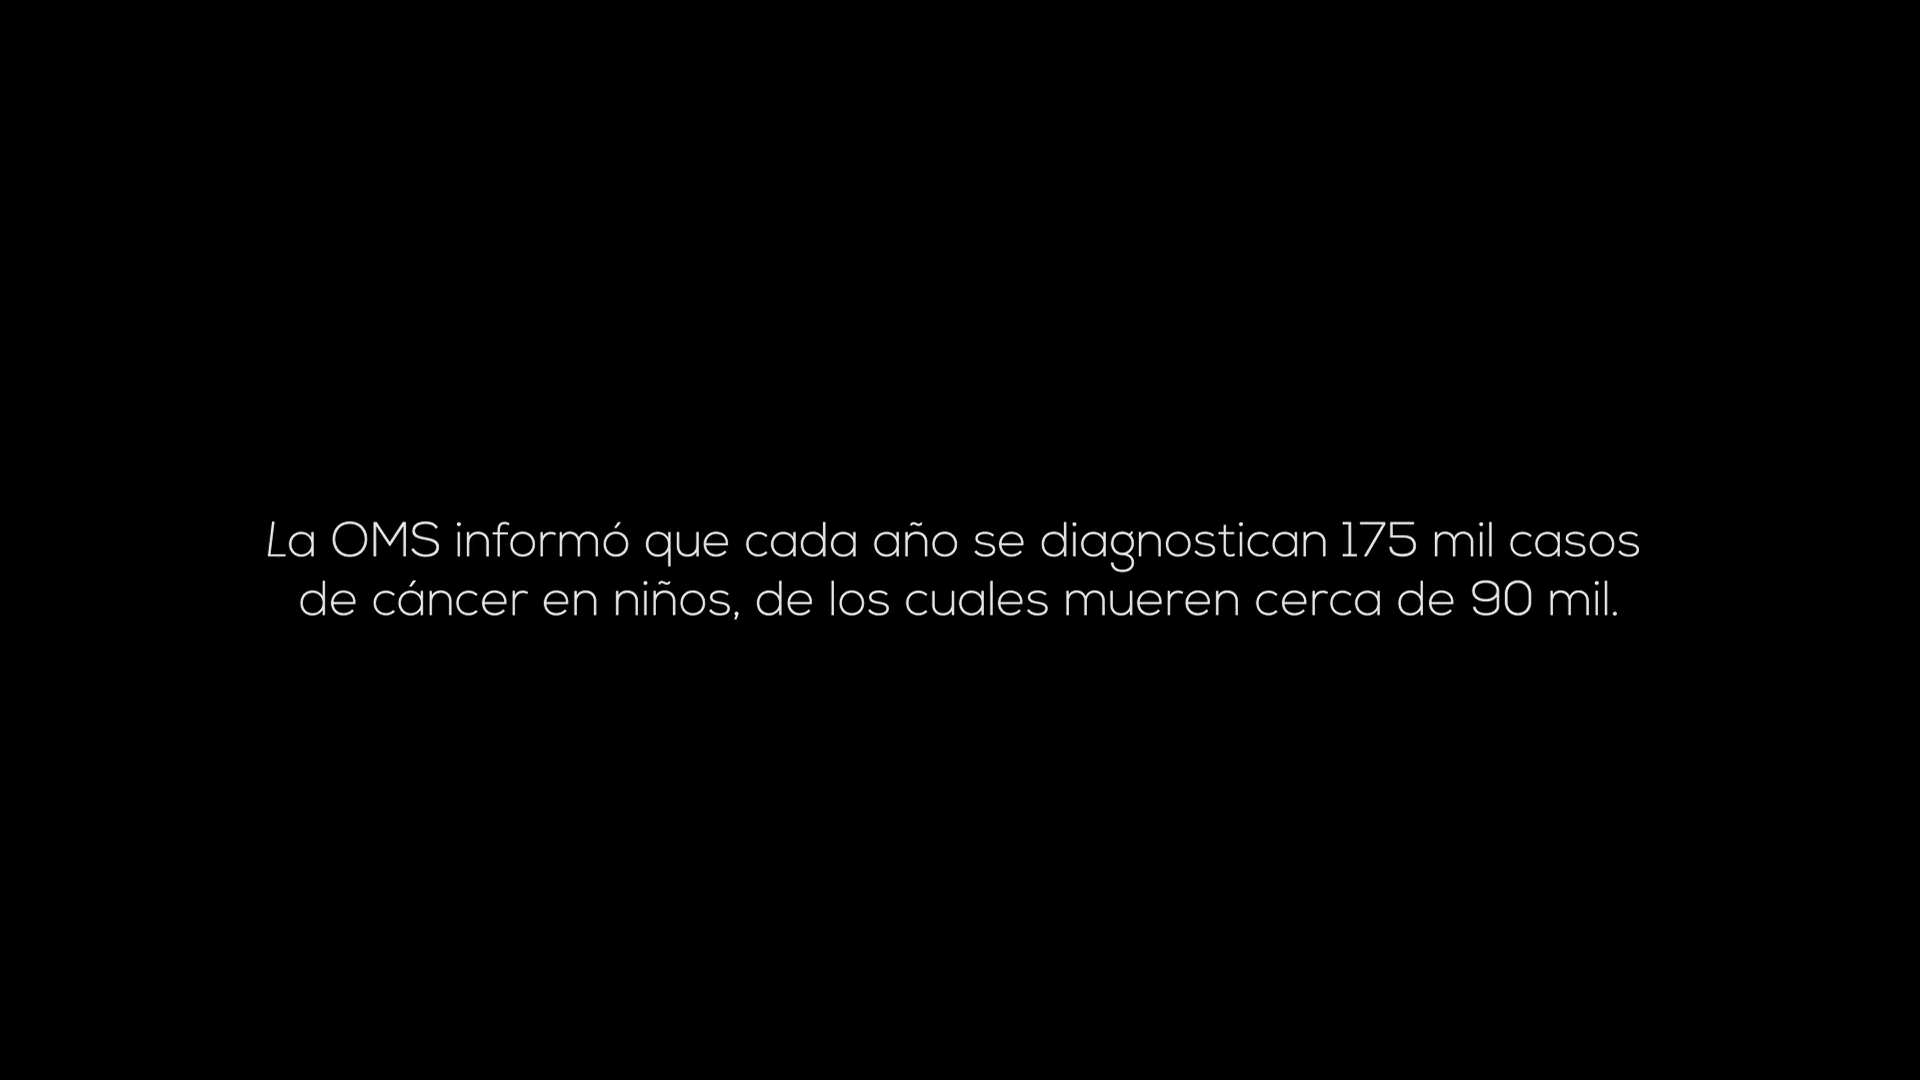 La OMS informó que cada año se diagnostican 175 mil casos
de cáncer en niños, de los cuales mueren cerca de 90 mil.